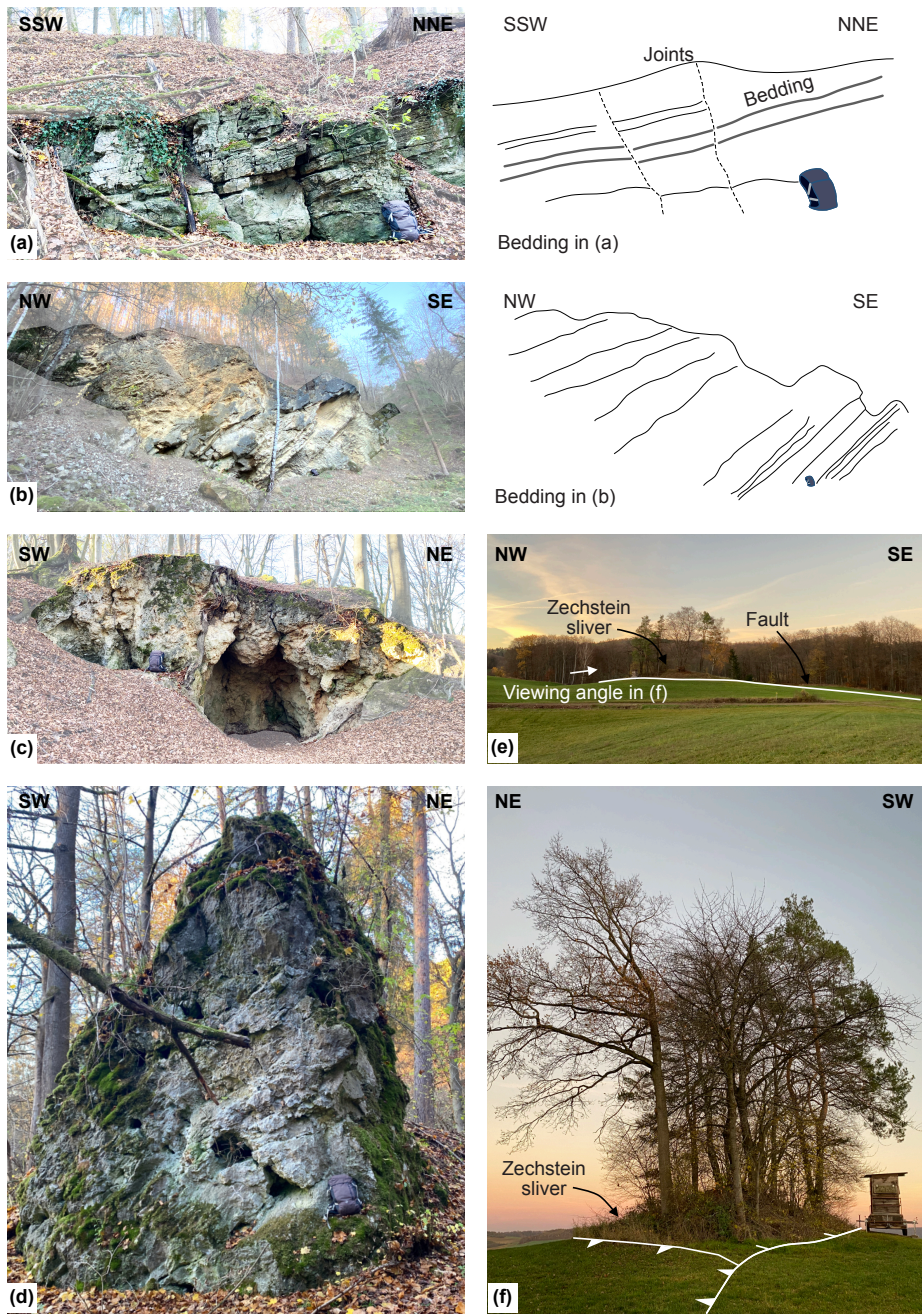 SSW
NNE
(a)
SSW
NNE
Joints
Bedding
Bedding in (a)
NW
SE
(b)
NW
SE
Bedding in (b)
SW
NE
(c)
NW
SE
Zechstein
sliver
Fault
Viewing angle in (f)
(e)
SW
NE
(d)
NE
SW
Zechstein
sliver
(f)